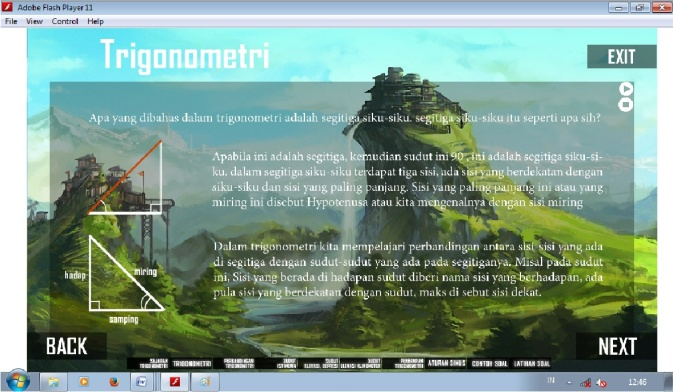 Adobe Flash Player 11
File View Control Help
Trigonometri
EXIT
Apa yang dibahas dalam trigonometri adalah segitiga siku-siku. segitiga siku-siku itu seperti apa sih?
Apabila ini adalah segitiga, kemudian sudut ini 90°, ini adalah segitiga siku-si-
ku. dalam segitiga siku-siku terdapat tiga sisi, ada sisi yang berdekatan dengan
siku-siku dan sisi yang paling panjang. Sisi yang paling panjang ini atau yang
miring ini disebut Hypotenusa atau kita mengenalnya dengan sisi miring
Dalam trigonometri kita mempelajari perbandingan antara sisi-sisi yang ada
di segitiga dengan sudut-sudut yang ada pada segitiganya. Misal pada sudut
ini, Sisi yang berada di hadapan sudut diberi nama sisi yang berhadapan, ada
pula sisi yang berdekatan dengan sudut, maks di sebut sisi dekat.
hadap
miring
samping
BACK
NEXT
TRIGONOMETRI
PERBANDINGAN TRIGONOMETRI
SUDUT ISTIMEWA
ATURAN SINUS
CONTOH SOAL
LATIHAN SOAL
IN
12:46